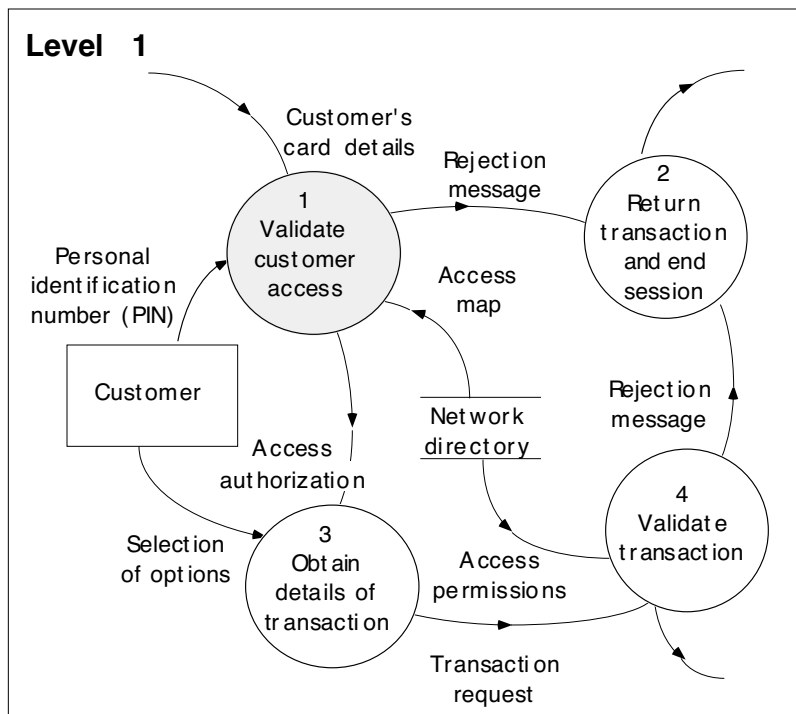 Level 1
Customer's
card details
Rejection
message
1
Validate
customer
access
2
Return
transaction
and end
session
Personal
identification
number (PIN)
Access
map
Customer
Network
directory
Rejection
message
Access
authorization
4
Validate
transaction
Selection
of options
3
Obtain
details of
transaction
Access
permissions
Transaction
request